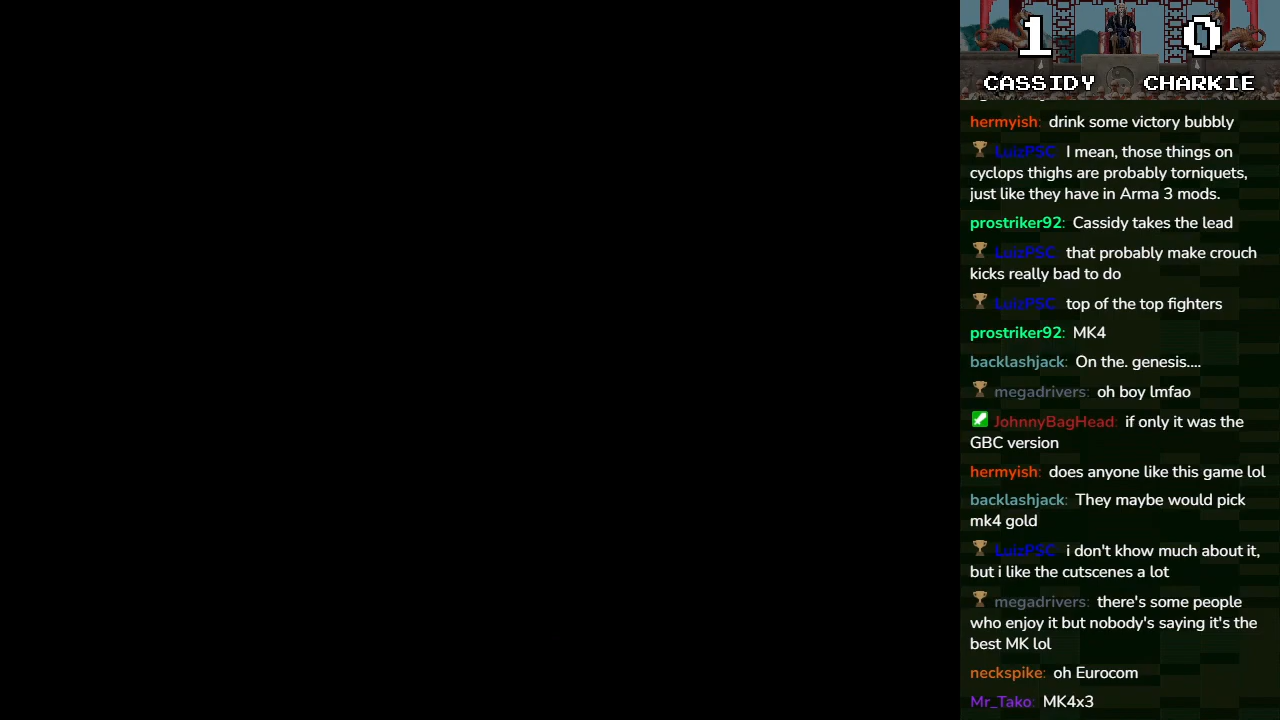 1 0
CASSIDY CHARKIE
hermyish: drink some victory bubbly
LuizPSC: I mean, those things on
cyclops thighs are probably torniquets,
just like they have in Arma 3 mods.
prostriker92: Cassidy takes the lead
LuizPSC: that probably make crouch
kicks really bad to do
LuizPSC: top of the top fighters
prostriker92: MK4
backlashjack: On the. genesis....
megadrivers: oh boy lmfao
JohnnyBagHead: if only it was the
GBC version
hermyish: does anyone like this game lol
backlashjack: They maybe would pick
mk4 gold
LuizPSC: i don't khow much about it,
but i like the cutscenes a lot
megadrivers: there's some people
who enjoy it but nobody's saying it's the
best MK lol
neckspike: oh Eurocom
Mr_Tako: MK4x3